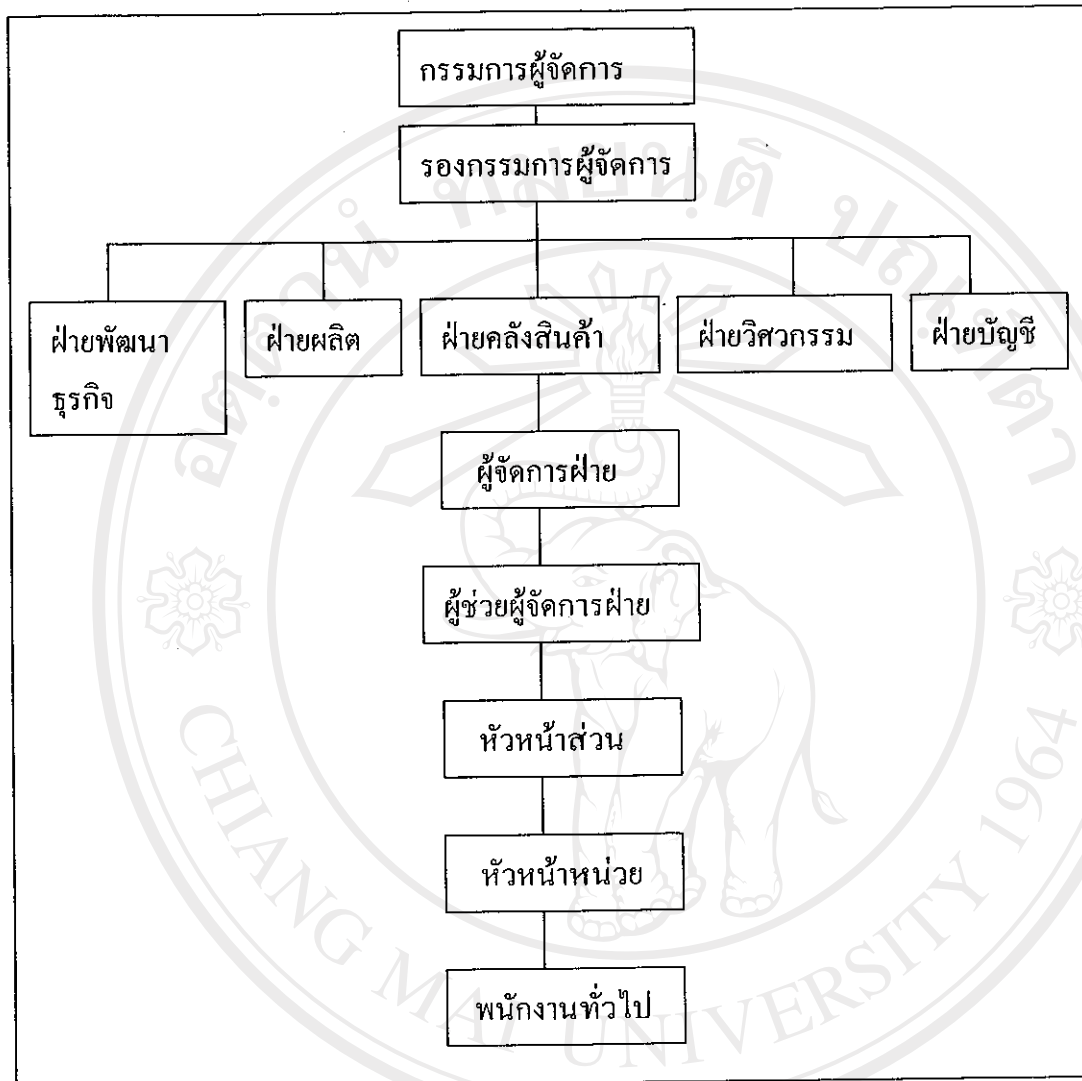 กรรมการผู้จัดการ
รองกรรมการผู้จัดการ
ฝ่ายพัฒนา
ธุรกิจ
ฝ่ายผลิต
ฝ่ายคลังสินค้า
ฝ่ายวิศวกรรม
ฝ่ายบัญชี
ผู้จัดการฝ่าย
ผู้ช่วยผู้จัดการฝ่าย
หัวหน้าส่วน
หัวหน้าหน่วย
พนักงานทั่วไป
CHIANG MAI UNIVERSITY 1964